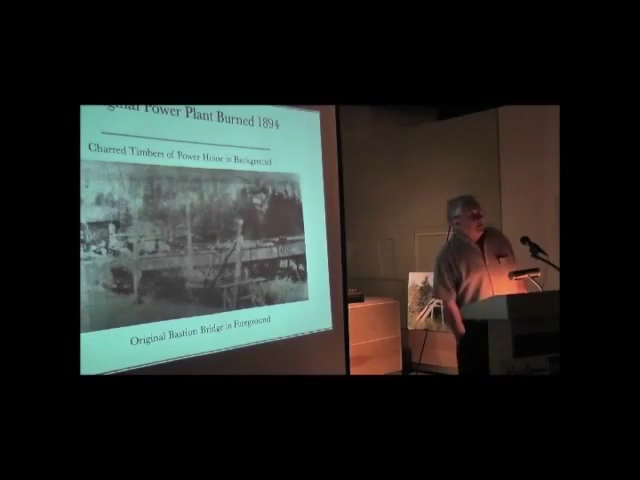 Power Plant Burned 1894
Charred Timbers of Power House in Background
Original Bastion Bridge in Foreground